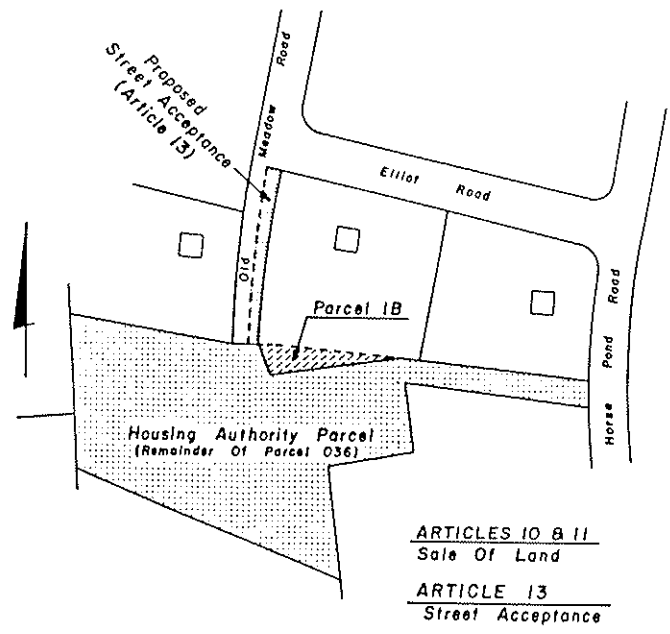 Proposed
Street Acceptance
(Article 13)
Old Meadow Road
Elliot Road
Horse Pond Road
Parcel 1B
Housing Authority Parcel
(Remainder Of Parcel 036)
ARTICLES 10 & 11
Sale Of Land
ARTICLE 13
Street Acceptance